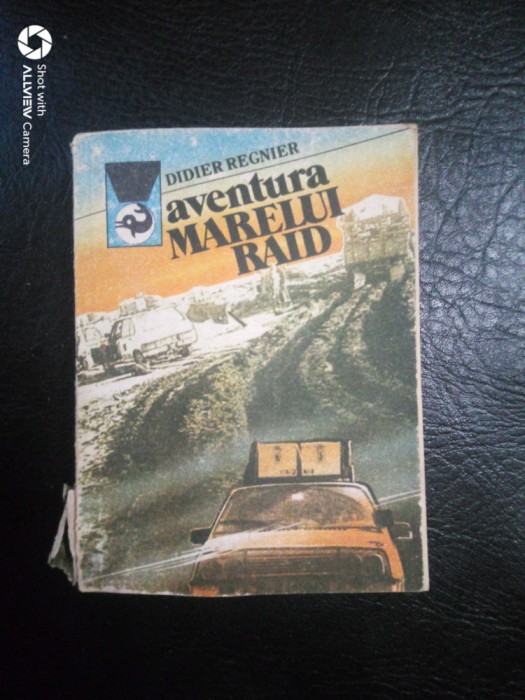 Shot with
ALLVIEW Camera
DIDIER REGNIER
aventura
MARELUI
RAID